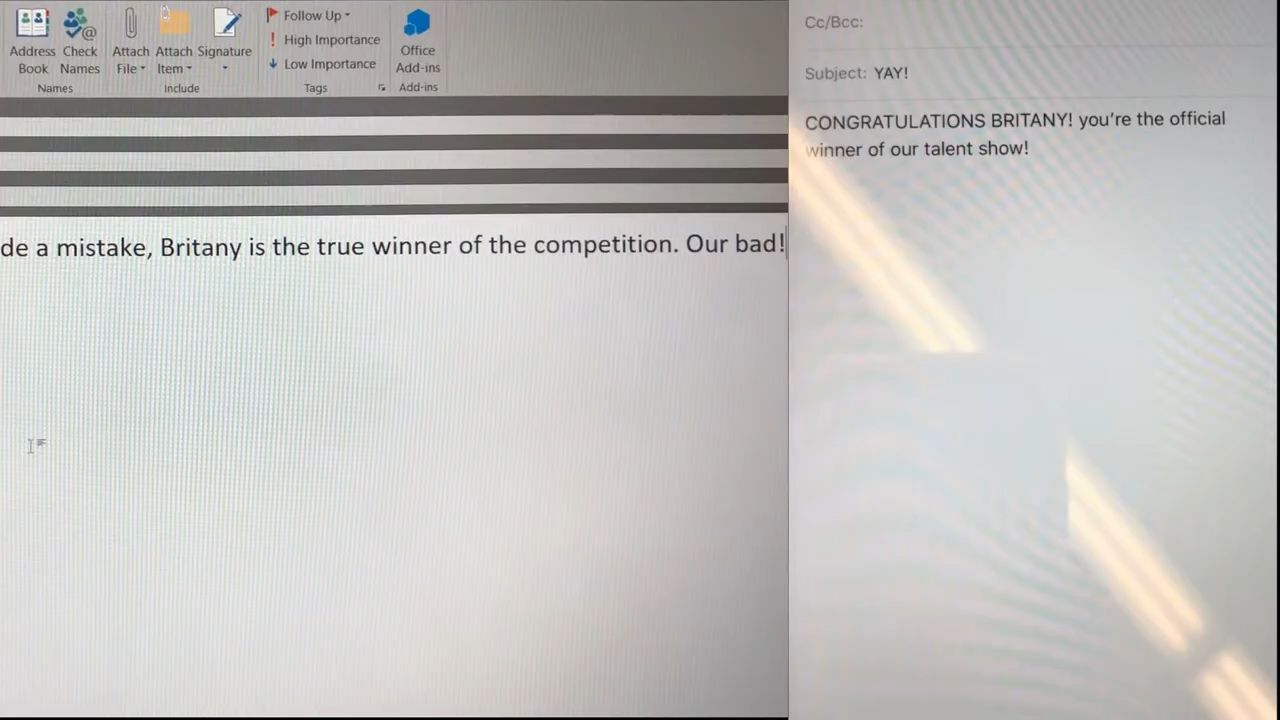 Address Book
Check Names
Attach File
Attach Item
Signature
Names
Include
Follow Up
High Importance
Low Importance
Tags
Office Add-ins
Add-ins
de a mistake, Britany is the true winner of the competition. Our bad!
Cc/Bcc:
Subject: YAY!
CONGRATULATIONS BRITANY! you're the official
winner of our talent show!